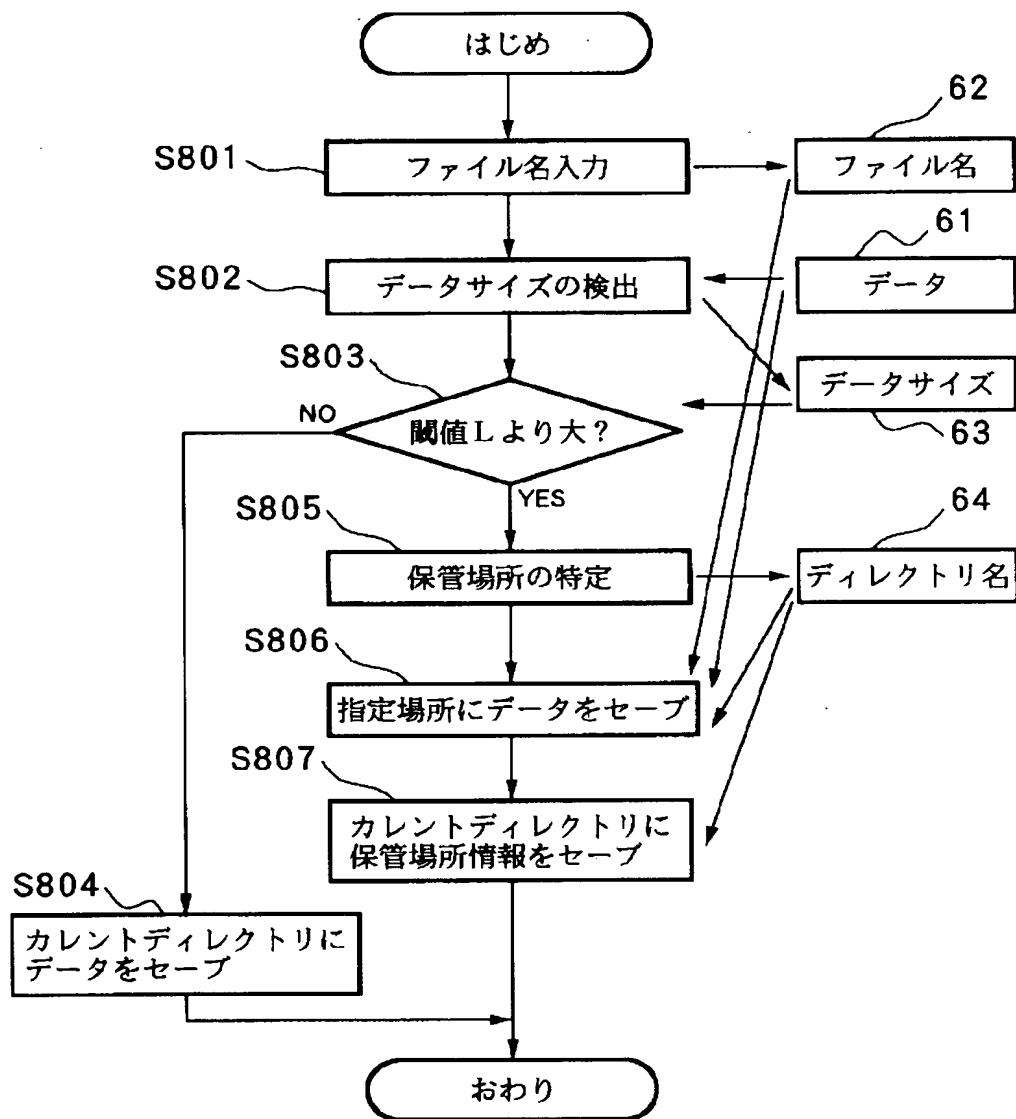 はじめ
62
S801
ファイル名入力
ファイル名
61
S802
データサイズの検出
データ
S803
データサイズ
NO
閾値Lより大?
63
YES
S805
64
保管場所の特定
ディレクトリ名
S806
指定場所にデータをセーブ
S807
カレントディレクトリに
保管場所情報をセーブ
S804
カレントディレクトリに
データをセーブ
おわり